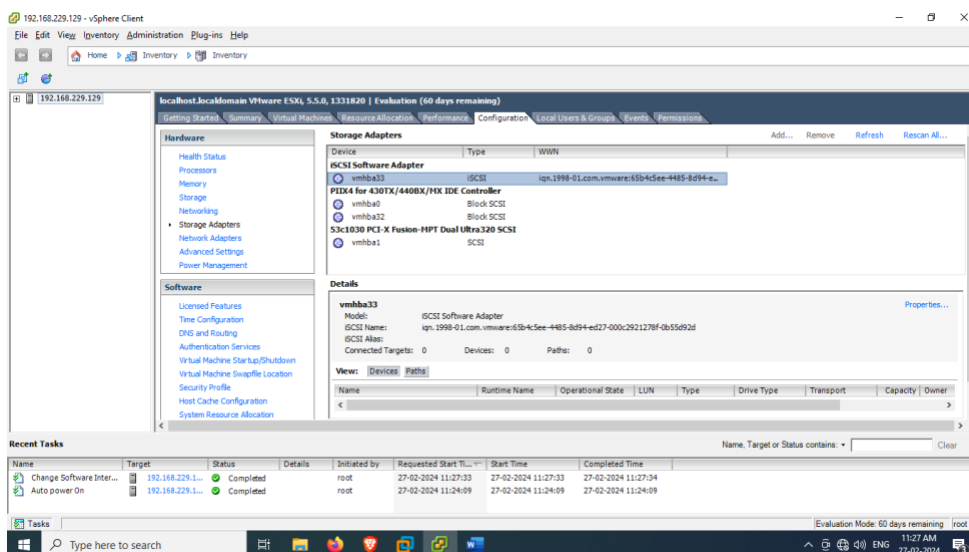 192.168.229.129 - vSphere Client
File Edit View Inventory Administration Plug-ins Help
Home Inventory Inventory
192.168.229.129
localhost.localdomain VMware ESXi, 5.5.0, 1331820 | Evaluation (60 days remaining)
Getting Started Summary Virtual Machines Resource Allocation Performance Configuration Local Users & Groups Events Permissions
Hardware
Health Status
Processors
Memory
Storage
Networking
Storage Adapters
Network Adapters
Advanced Settings
Power Management
Software
Licensed Features
Time Configuration
DNS and Routing
Authentication Services
Virtual Machine Startup/Shutdown
Virtual Machine Swapfile Location
Security Profile
Host Cache Configuration
System Resource Allocation
Storage Adapters Add... Remove Refresh Rescan All...
Device Type WWN
iSCSI Software Adapter
vmhba33 iSCSI iqn.1998-01.com.vmware:65b4c5ee-4485-8d94-e...
PIIX4 for 430TX/440BX/MX IDE Controller
vmhba0 Block SCSI
vmhba32 Block SCSI
53c1030 PCI-X Fusion-MPT Dual Ultra320 SCSI
vmhba1 SCSI
Details
vmhba33 Properties...
Model: iSCSI Software Adapter
iSCSI Name: iqn.1998-01.com.vmware:65b4c5ee-4485-8d94-ed27-000c2921278f-0b55d92d
iSCSI Alias:
Connected Targets: 0 Devices: 0 Paths: 0
View: Devices Paths
Name Runtime Name Operational State LUN Type Drive Type Transport Capacity Owner
Recent Tasks Name, Target or Status contains: Clear
Name Target Status Details Initiated by Requested Start Ti... Start Time Completed Time
Change Software Inter... 192.168.229.1... Completed root 27-02-2024 11:27:33 27-02-2024 11:27:33 27-02-2024 11:27:34
Auto power On 192.168.229.1... Completed root 27-02-2024 11:24:09 27-02-2024 11:24:09 27-02-2024 11:24:09
Tasks Evaluation Mode: 60 days remaining root
Type here to search ENG 11:27 AM
27-02-2024